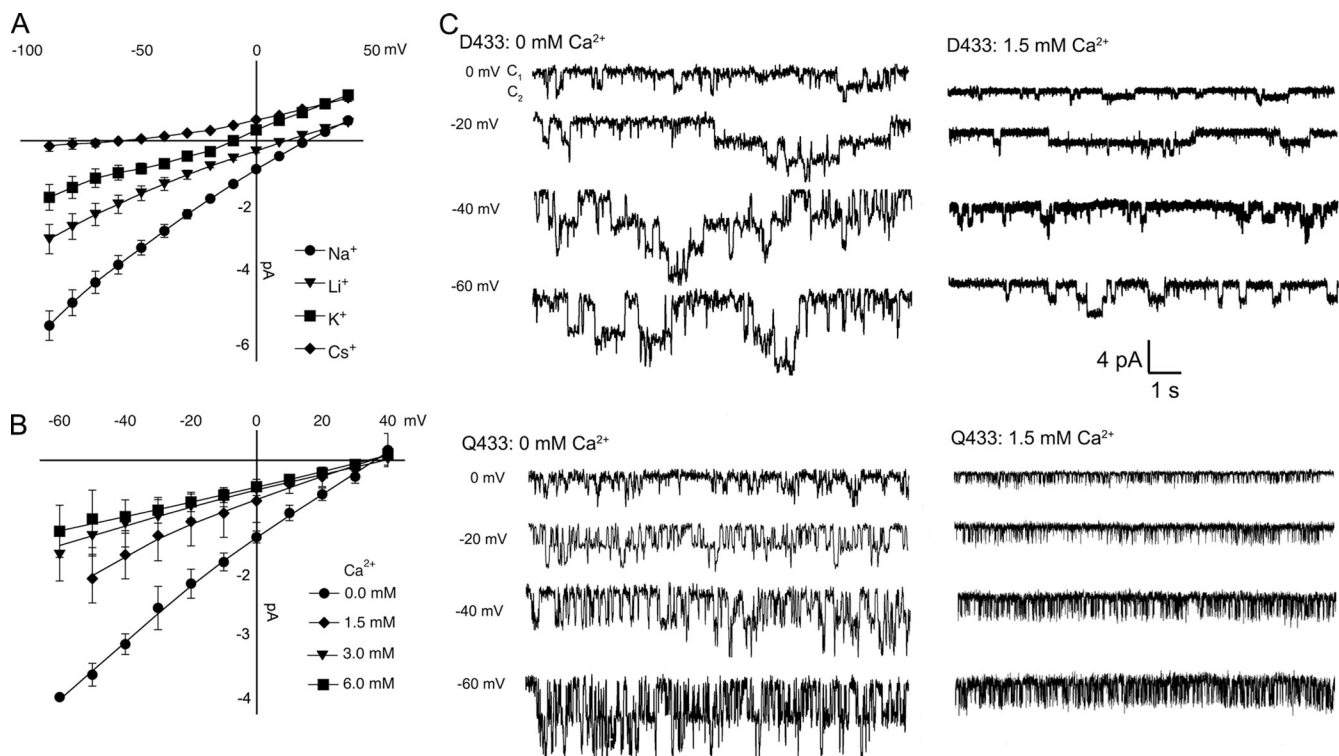 A
-100 -50 0 50 mV
-2
-4
-6
pA
Na⁺
Li⁺
K⁺
Cs⁺
B
-60 -40 -20 0 20 40 mV
-2
-3
-4
pA
Ca²⁺
0.0 mM
1.5 mM
3.0 mM
6.0 mM
C
D433: 0 mM Ca²⁺
0 mV C₁
C₂
-20 mV
-40 mV
-60 mV
D433: 1.5 mM Ca²⁺
4 pA
1 s
Q433: 0 mM Ca²⁺
0 mV
-20 mV
-40 mV
-60 mV
Q433: 1.5 mM Ca²⁺